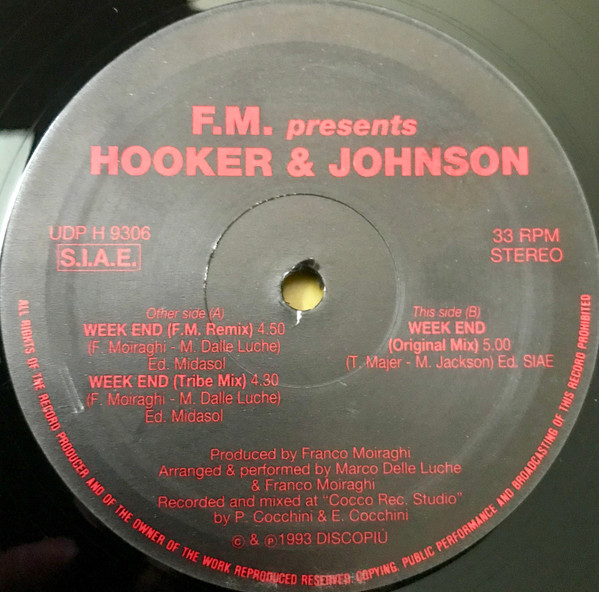 F.M. presents
HOOKER & JOHNSON
UDP H 9306
S.I.A.E.
33 RPM
STEREO
Other side (A)
WEEK END (F.M. Remix) 4.50
(F. Moiraghi - M. Dalle Luche)
Ed. Midasol
WEEK END (Tribe Mix) 4.30
(F. Moiraghi - M. Dalle Luche)
Ed. Midasol
This side (B)
WEEK END
(Original Mix) 5.00
(T. Majer - M. Jackson) Ed. SIAE
Produced by Franco Moiraghi
Arranged & performed by Marco Delle Luche
& Franco Moiraghi
Recorded and mixed at "Cocco Rec. Studio"
by P. Cocchini & E. Cocchini
© & ℗ 1993 DISCOPIÙ
ALL RIGHTS OF THE RECORD PRODUCER AND OF THE OWNER OF THE WORK REPRODUCED RESERVED COPYING, PUBLIC PERFORMANCE AND BROADCASTING OF THIS RECORD PROHIBITED